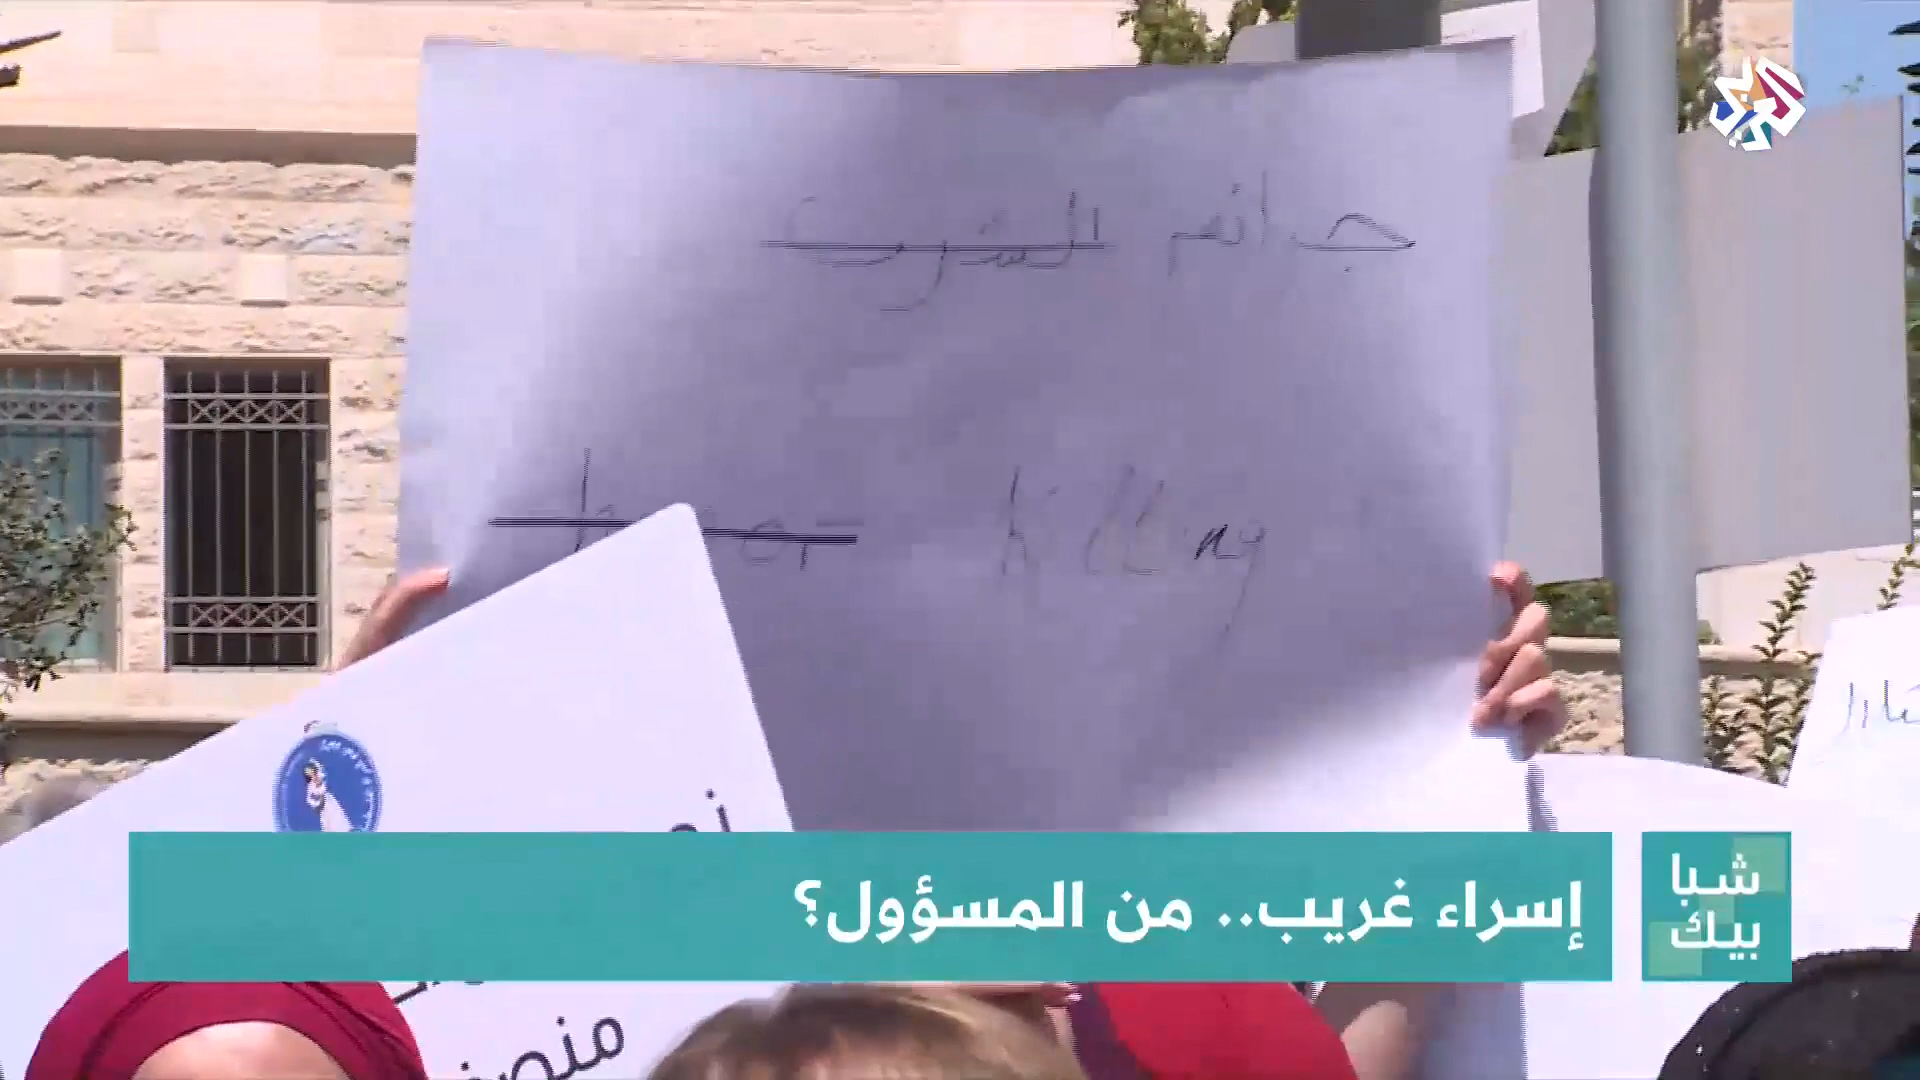 جرائم الشرف
honor killing
إسراء غريب.. من المسؤول؟
شبا
بيك